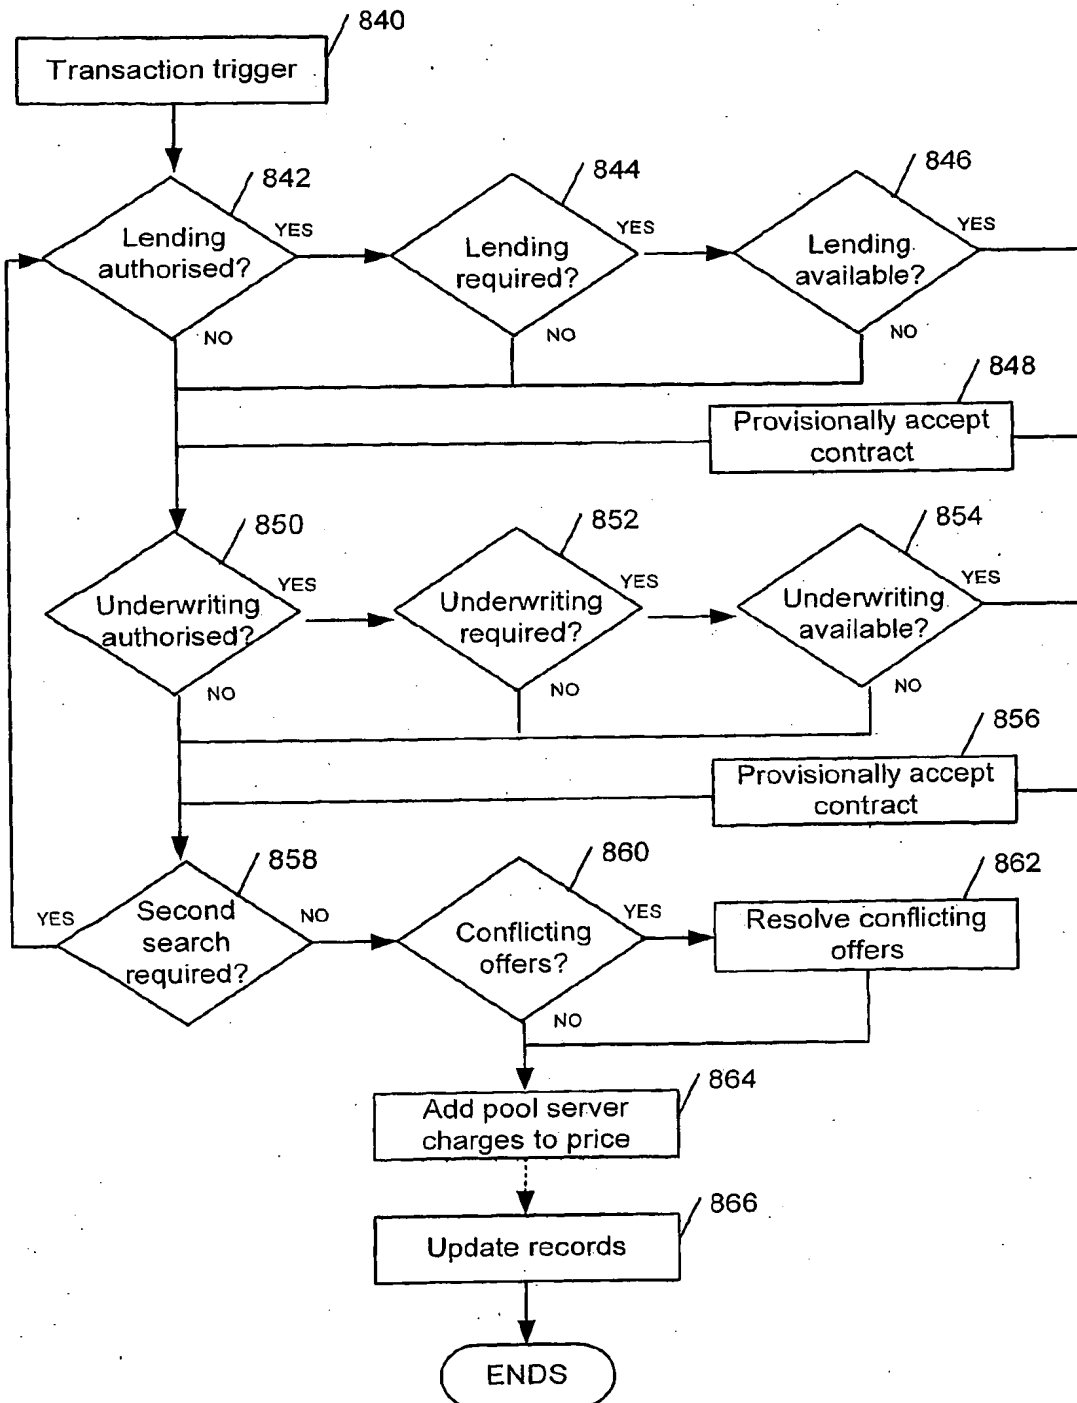 840
Transaction trigger
842
844
846
YES
YES
YES
Lending
authorised?
Lending
required?
Lending
available?
NO
NO
NO
848
Provisionally accept
contract
850
852
854
YES
YES
YES
Underwriting
authorised?
Underwriting
required?
Underwriting
available?
NO
NO
NO
856
Provisionally accept
contract
858
860
862
YES
NO
YES
Second
search
required?
Conflicting
offers?
Resolve conflicting
offers
NO
864
Add pool server
charges to price
866
Update records
ENDS